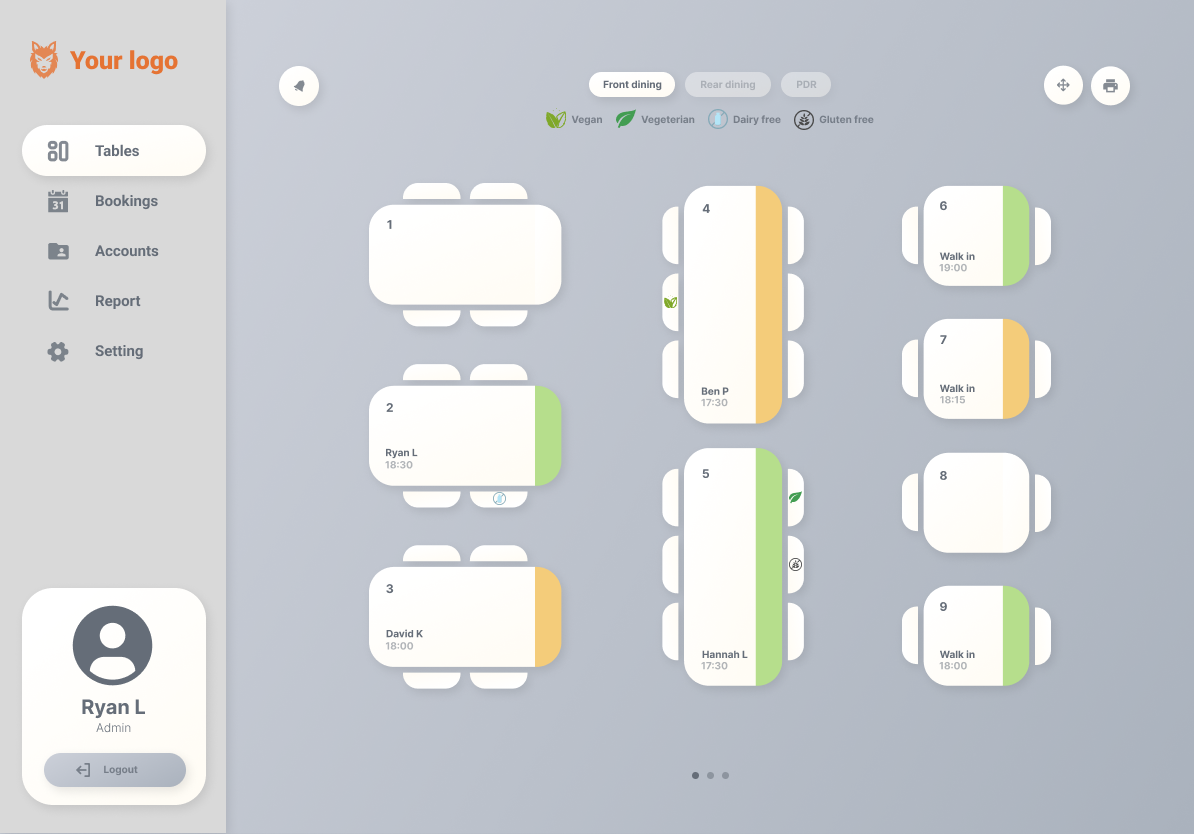 Your logo
Tables
31
Bookings
Accounts
Report
Setting
Ryan L
Admin
Logout
Front dining
Rear dining
PDR
Vegan
Vegeterian
Dairy free
Gluten free
1
2
Ryan L
18:30
3
David K
18:00
4
Ben P
17:30
5
Hannah L
17:30
6
Walk in
19:00
7
Walk in
18:15
8
9
Walk in
18:00